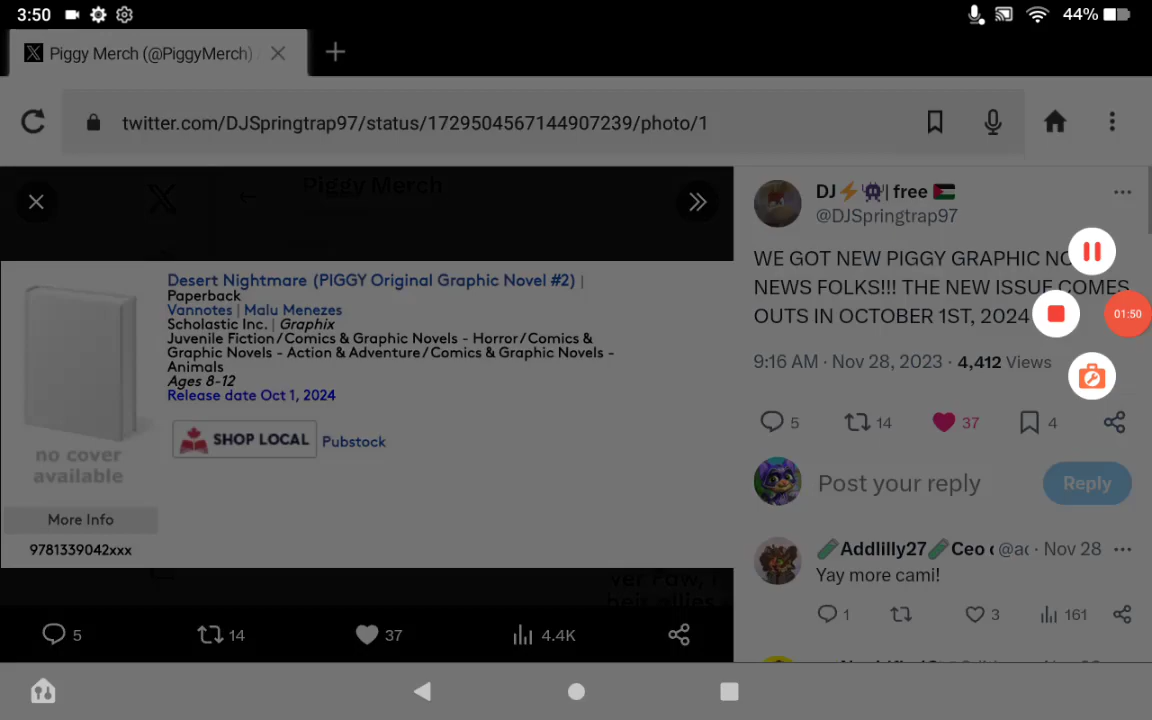 3:50
44%
Piggy Merch (@PiggyMerch)
twitter.com/DJSpringtrap97/status/1729504567144907239/photo/1
Piggy Merch
Desert Nightmare (PIGGY Original Graphic Novel #2) |
Paperback
Vannotes | Malu Menezes
Scholastic Inc. | Graphix
Juvenile Fiction/Comics & Graphic Novels - Horror/Comics &
Graphic Novels - Action & Adventure/Comics & Graphic Novels -
Animals
Ages 8-12
Release date Oct 1, 2024
SHOP LOCAL Pubstock
no cover
available
More Info
9781339042xxx
5 14 37 4.4K
DJ⚡👾| free 🇵🇸
@DJSpringtrap97
WE GOT NEW PIGGY GRAPHIC
NEWS FOLKS!!! THE NEW ISSUE COMES
OUTS IN OCTOBER 1ST, 2024
01:50
9:16 AM · Nov 28, 2023 · 4,412 Views
5 14 37 4
Post your reply Reply
Addlilly27 Ceo · Nov 28
Yay more cami!
1 3 161